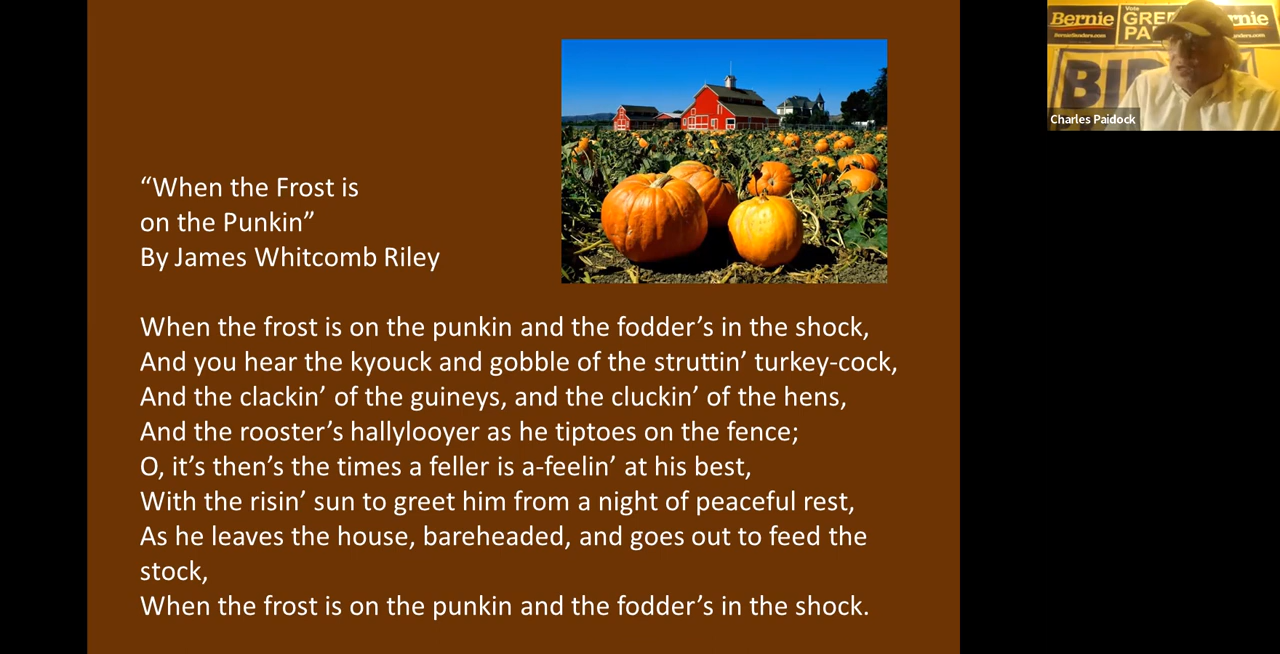 “When the Frost is
on the Punkin”
By James Whitcomb Riley
When the frost is on the punkin and the fodder’s in the shock,
And you hear the kyouck and gobble of the struttin’ turkey-cock,
And the clackin’ of the guineys, and the cluckin’ of the hens,
And the rooster’s hallylooyer as he tiptoes on the fence;
O, it’s then’s the times a feller is a-feelin’ at his best,
With the risin’ sun to greet him from a night of peaceful rest,
As he leaves the house, bareheaded, and goes out to feed the
stock,
When the frost is on the punkin and the fodder’s in the shock.
Bernie
Vote
GREE
PA
rnie
BI
Charles Paidock